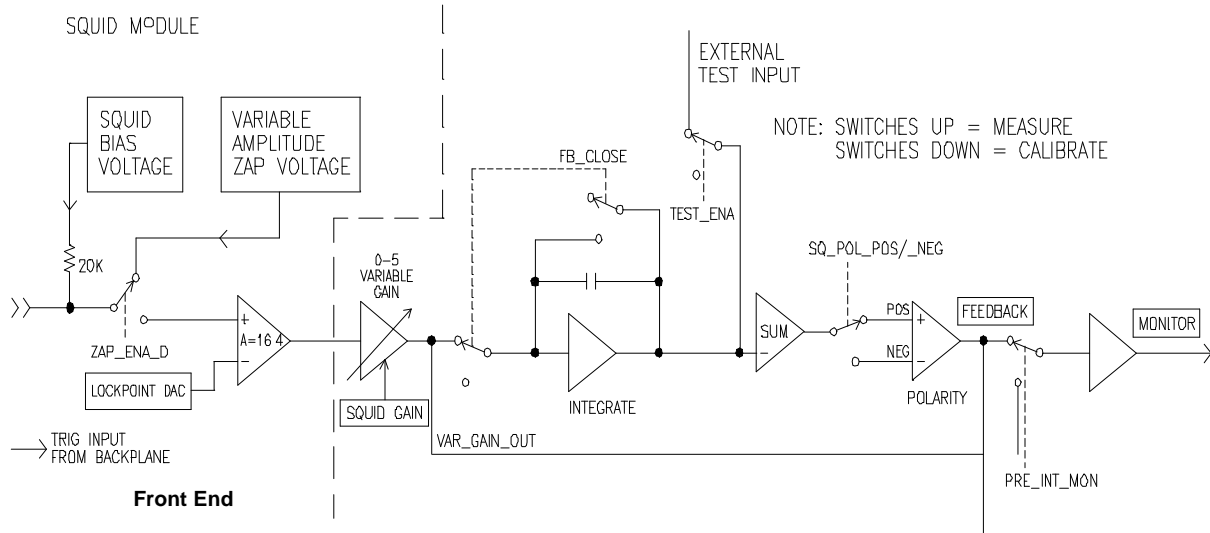 SQUID MODULE
EXTERNAL
TEST INPUT
SQUID
BIAS
VOLTAGE
VARIABLE
AMPLITUDE
ZAP VOLTAGE
NOTE: SWITCHES UP = MEASURE
SWITCHES DOWN = CALIBRATE
FB_CLOSE
TEST_ENA
SQ_POL_POS/_NEG
20K
0-5
VARIABLE
GAIN
POS
FEEDBACK
MONITOR
+
A=16 4
-
SUM
-
+
NEG
-
ZAP_ENA_D
LOCKPOINT DAC
SQUID GAIN
INTEGRATE
POLARITY
TRIG INPUT
FROM BACKPLANE
VAR_GAIN_OUT
PRE_INT_MON
Front End